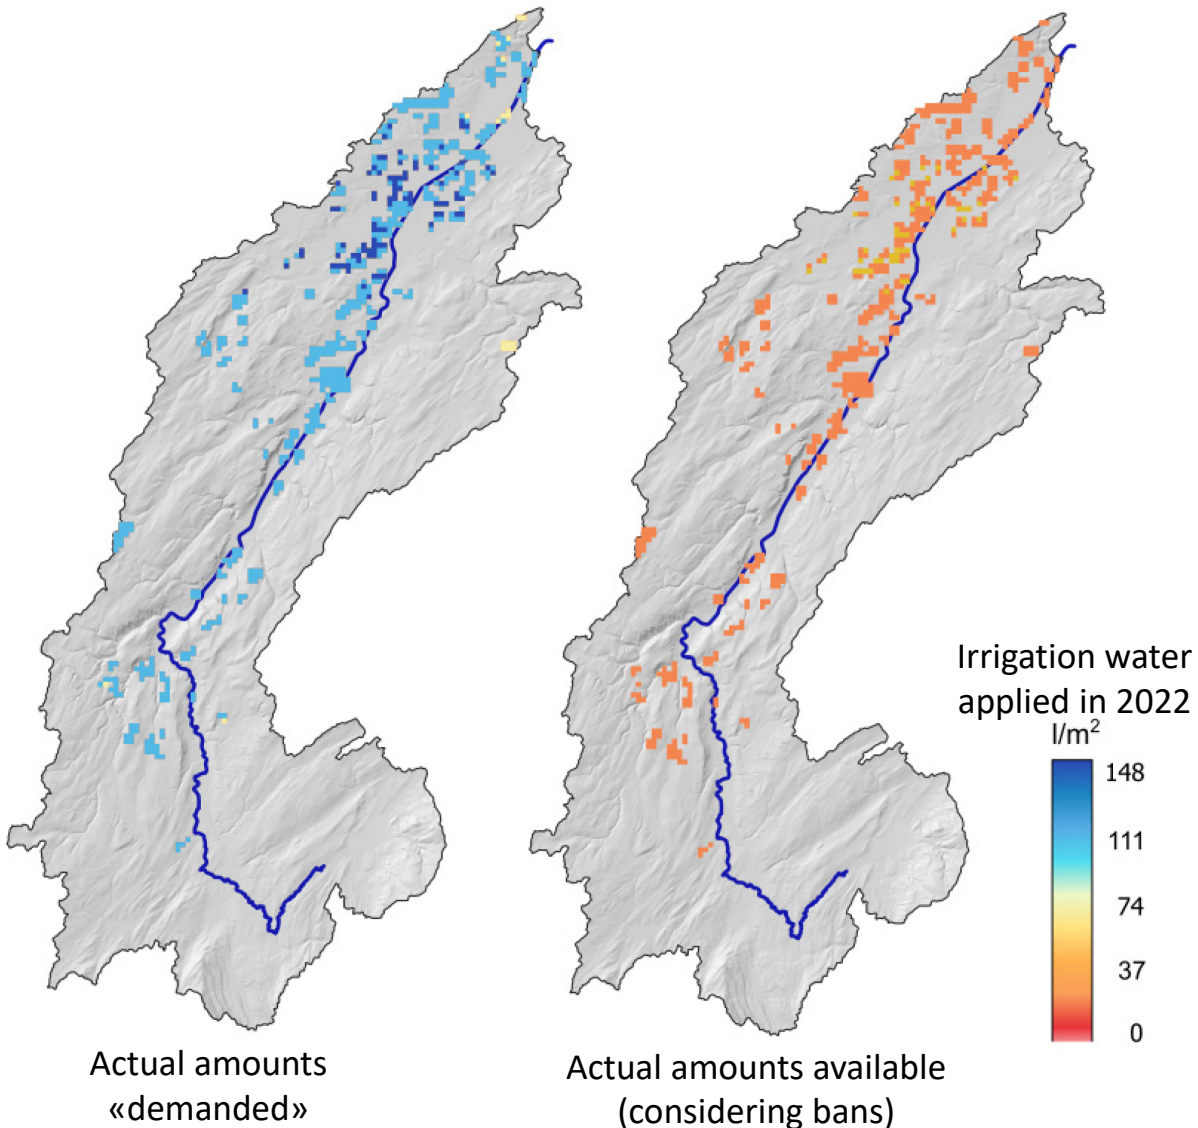 Irrigation water
applied in 2022
l/m²
148
111
74
37
0
Actual amounts
«demanded»
Actual amounts available
(considering bans)